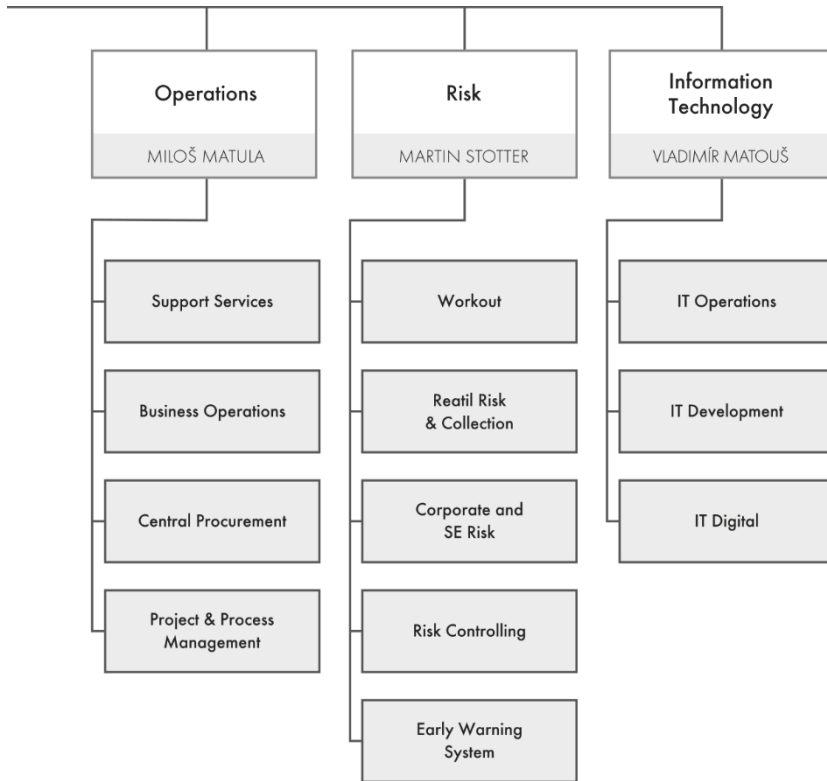 Operations
MILOŠ MATULA
Support Services
Business Operations
Central Procurement
Project & Process
Management
Risk
MARTIN STOTTER
Workout
Reatil Risk
& Collection
Corporate and
SE Risk
Risk Controlling
Early Warning
System
Information
Technology
VLADIMÍR MATOUŠ
IT Operations
IT Development
IT Digital